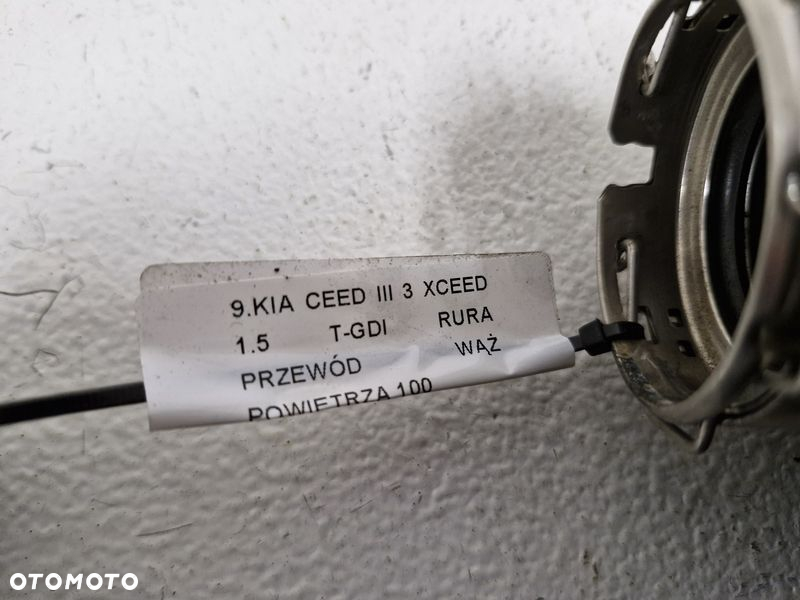 9.KIA CEED III 3 XCEED
1.5 T-GDI RURA
PRZEWÓD WĄŻ
POWIETRZA 100
OTOMOTO